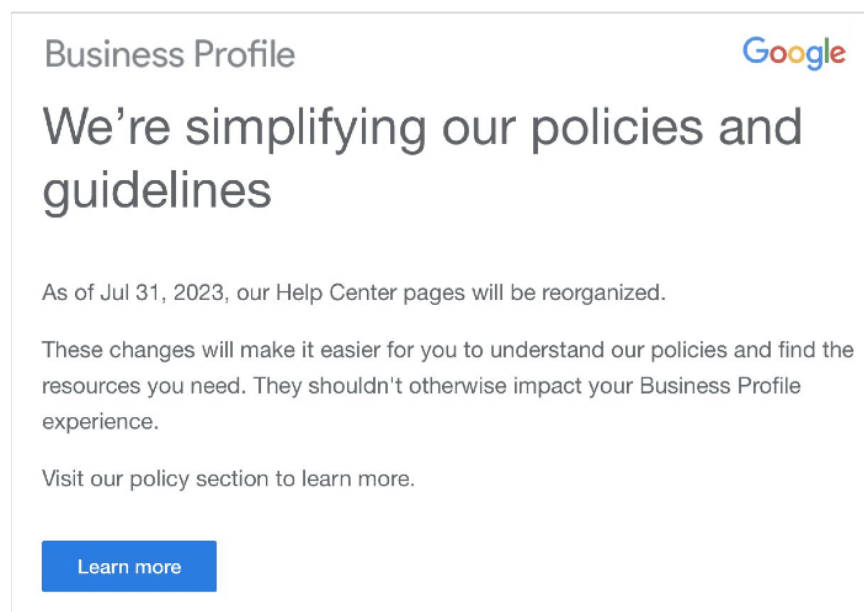 Business Profile
Google
We’re simplifying our policies and
guidelines
As of Jul 31, 2023, our Help Center pages will be reorganized.
These changes will make it easier for you to understand our policies and find the
resources you need. They shouldn't otherwise impact your Business Profile
experience.
Visit our policy section to learn more.
Learn more